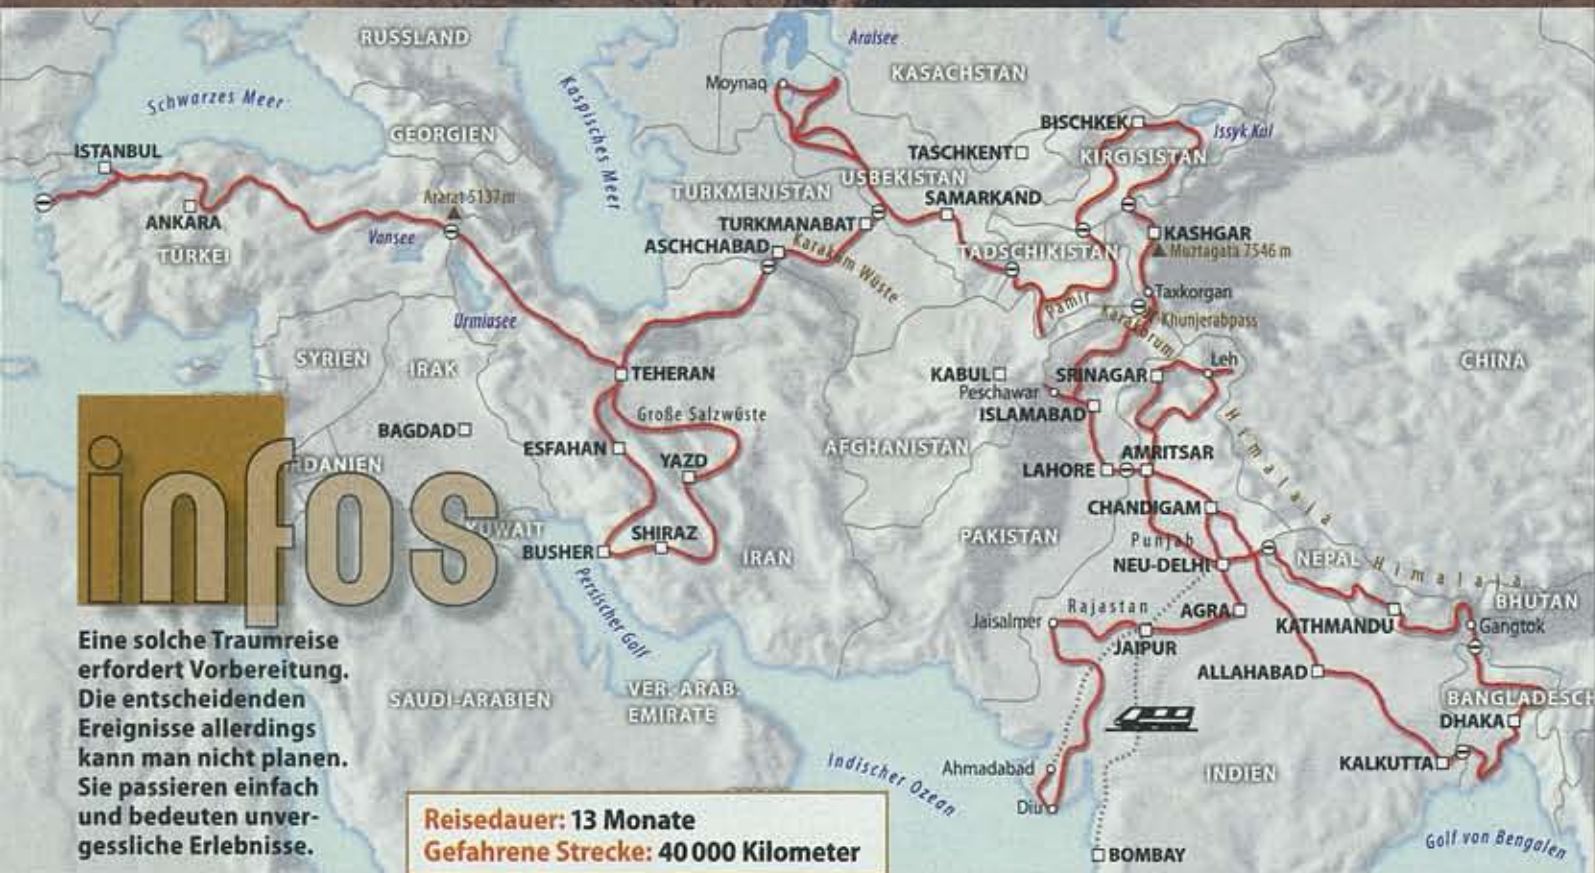 RUSSLAND
Aralsee
KASACHSTAN
Moynaq
Schwarzes Meer
Kaspisches Meer
GEORGIEN
BISCHKEK
Issyk Kul
ISTANBUL
TASCHKENT
KIRGISISTAN
USBEKISTAN
TURKMENISTAN
Ararat 5137 m
SAMARKAND
ANKARA
TURKMANABAT
KASHGAR
Vansee
ASCHCHABAD
Karakum Wüste
TADSCHIKISTAN
Muztagata 7546 m
TÜRKEI
Taxkorgan
Pamir
Karakorum
Khunjerabpass
Urmiasee
SYRIEN
IRAK
TEHERAN
KABUL
SRINAGAR
Leh
CHINA
Peschawar
ISLAMABAD
Große Salzwüste
BAGDAD
ESFAHAN
YAZD
AFGHANISTAN
Himalaja
AMRITSAR
LAHORE
RDANIEN
infos
CHANDIGAM
KUWAIT
SHIRAZ
BUSHER
IRAN
PAKISTAN
Punjab
NEU-DELHI
NEPAL
Himalaja
BHUTAN
Persischer Golf
Jaisalmer
Rajastan
AGRA
KATHMANDU
Gangtok
JAIPUR
ALLAHABAD
SAUDI-ARABIEN
VER. ARAB.
EMIRATE
BANGLADESCH
DHAKA
Indischer Ozean
Ahmadabad
INDIEN
KALKUTTA
Diu
Golf von Bengalen
BOMBAY
Eine solche Traumreise
erfordert Vorbereitung.
Die entscheidenden
Ereignisse allerdings
kann man nicht planen.
Sie passieren einfach
und bedeuten unver-
gessliche Erlebnisse.
Reisedauer: 13 Monate
Gefahrene Strecke: 40 000 Kilometer